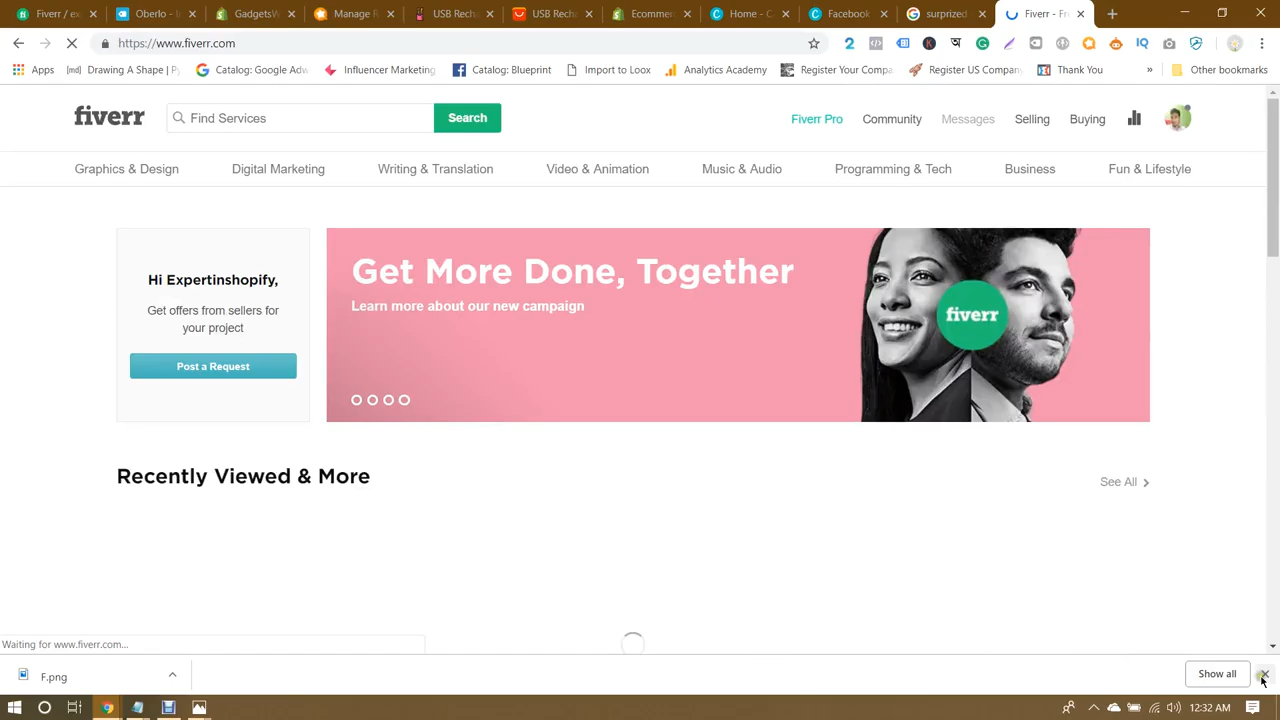 Fiverr / ex
Oberlo - I
GadgetsW
Manage R
USB Recha
USB Recha
Ecommer
Home - Ca
Facebook
surprized
Fiverr - Fre
https://www.fiverr.com
Apps
Drawing A Shape | Py
Catalog: Google Adw
Influencer Marketing
Catalog: Blueprint
Import to Loox
Analytics Academy
Register Your Compa
Register US Company
Thank You
»
Other bookmarks
fiverr
Find Services
Search
Fiverr Pro
Community
Messages
Selling
Buying
Graphics & Design
Digital Marketing
Writing & Translation
Video & Animation
Music & Audio
Programming & Tech
Business
Fun & Lifestyle
Hi Expertinshopify,
Get offers from sellers for
your project
Post a Request
Get More Done, Together
Learn more about our new campaign
fiverr
Recently Viewed & More
See All
Waiting for www.fiverr.com...
F.png
Show all
12:32 AM